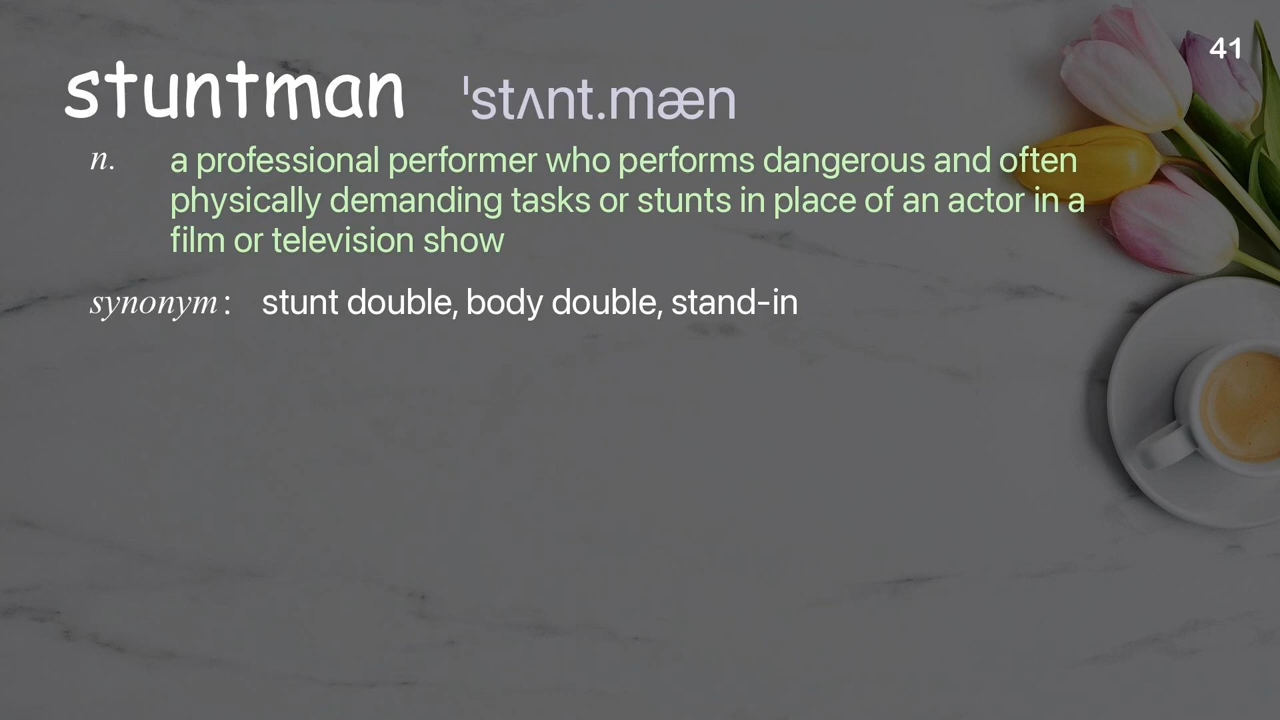 41
stuntman ˈstʌnt.mæn
n. a professional performer who performs dangerous and often
physically demanding tasks or stunts in place of an actor in a
film or television show
synonym: stunt double, body double, stand-in